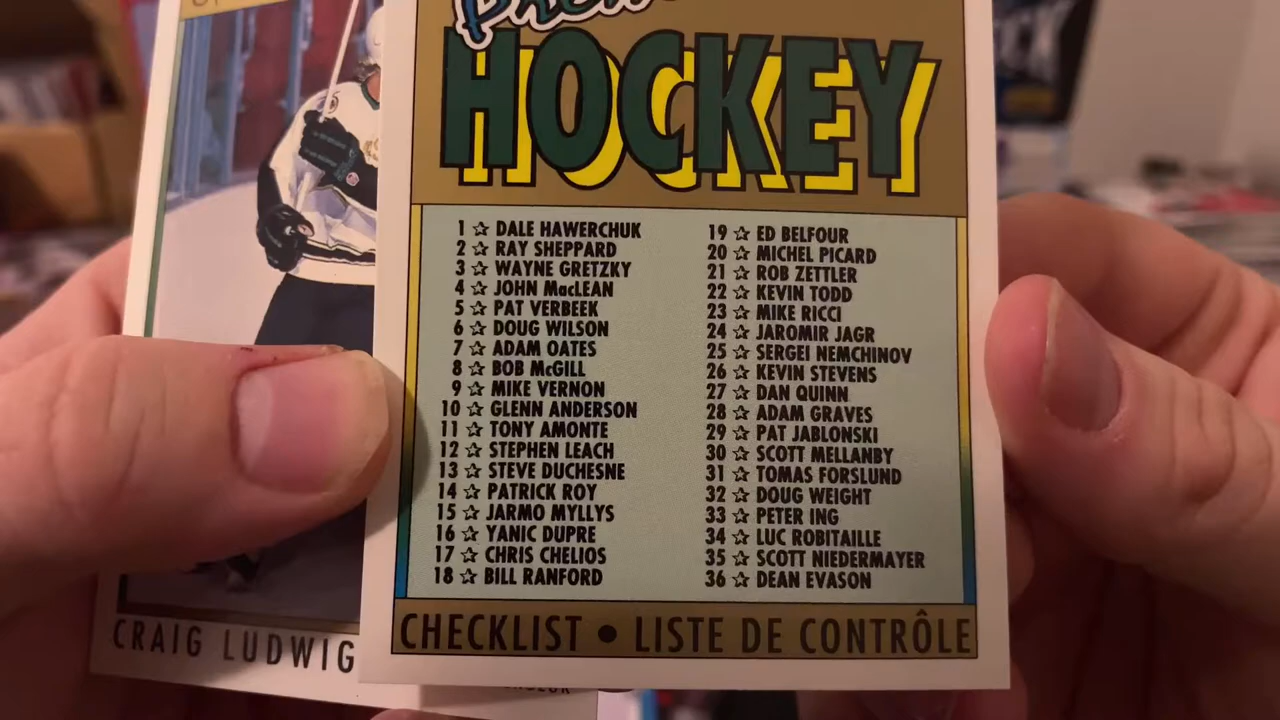 HOCKEY
1 ☆ DALE HAWERCHUK
2 ☆ RAY SHEPPARD
3 ☆ WAYNE GRETZKY
4 ☆ JOHN MacLEAN
5 ☆ PAT VERBEEK
6 ☆ DOUG WILSON
7 ☆ ADAM OATES
8 ☆ BOB McGILL
9 ☆ MIKE VERNON
10 ☆ GLENN ANDERSON
11 ☆ TONY AMONTE
12 ☆ STEPHEN LEACH
13 ☆ STEVE DUCHESNE
14 ☆ PATRICK ROY
15 ☆ JARMO MYLLYS
16 ☆ YANIC DUPRE
17 ☆ CHRIS CHELIOS
18 ☆ BILL RANFORD
19 ☆ ED BELFOUR
20 ☆ MICHEL PICARD
21 ☆ ROB ZETTLER
22 ☆ KEVIN TODD
23 ☆ MIKE RICCI
24 ☆ JAROMIR JAGR
25 ☆ SERGEI NEMCHINOV
26 ☆ KEVIN STEVENS
27 ☆ DAN QUINN
28 ☆ ADAM GRAVES
29 ☆ PAT JABLONSKI
30 ☆ SCOTT MELLANBY
31 ☆ TOMAS FORSLUND
32 ☆ DOUG WEIGHT
33 ☆ PETER ING
34 ☆ LUC ROBITAILLE
35 ☆ SCOTT NIEDERMAYER
36 ☆ DEAN EVASON
CHECKLIST • LISTE DE CONTRÔLE
CRAIG LUDWIG